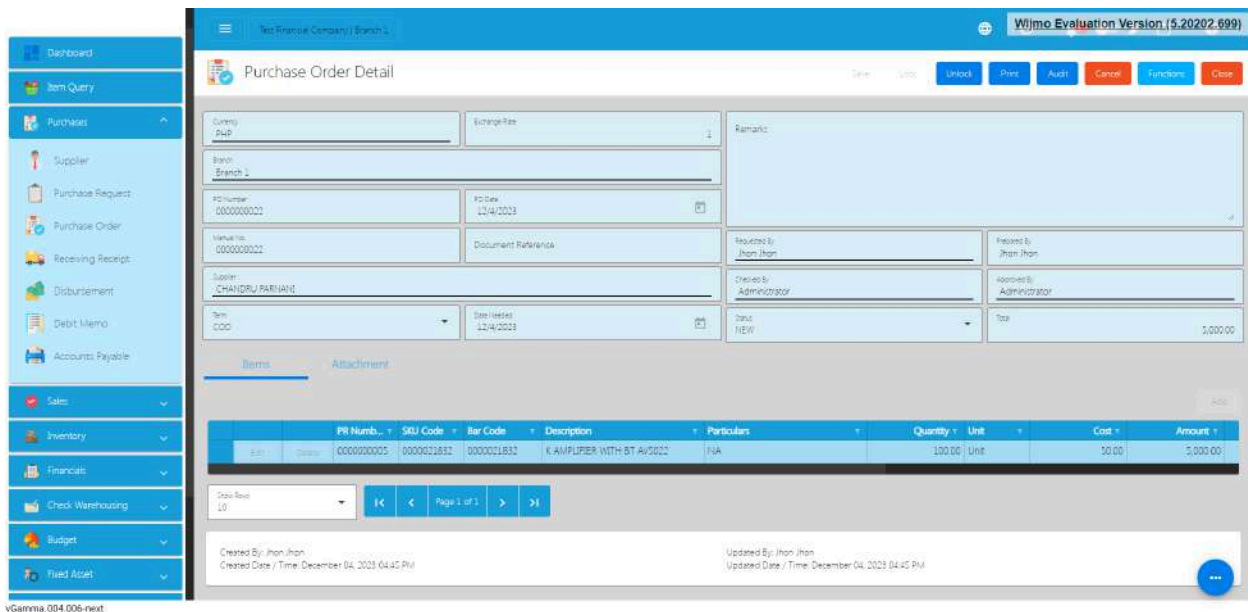 Test Financial Company / Branch 1
Wijmo Evaluation Version (5.20202.699)
Dashboard
Item Query
Purchases
Supplier
Purchase Request
Purchase Order
Receiving Receipt
Disbursement
Debit Memo
Accounts Payable
Sales
Inventory
Financials
Check Warehousing
Budget
Fixed Asset
Purchase Order Detail
Save Lock Unlock Print Audit Cancel Functions Close
Currency
PHP
Exchange Rate
1
Remarks
Branch
Branch 1
PO Number
0000000022
PO Date
12/4/2023
Manual No.
0000000022
Document Reference
Requested By
Jhon Jhon
Prepared By
Jhon Jhon
Supplier
CHANDRU PARNANI
Checked By
Administrator
Approved By
Administrator
Term
COD
Date Needed
12/4/2023
Status
NEW
Total
5,000.00
Items Attachment
Add
PR Numb... SKU Code Bar Code Description Particulars Quantity Unit Cost Amount
Edit Delete 0000000005 0000021832 0000021832 K AMPLIFIER WITH BT AV5022 NA 100.00 Unit 50.00 5,000.00
Show Rows
10
Page 1 of 1
Created By: Jhon Jhon
Created Date / Time: December 04, 2023 04:45 PM
Updated By: Jhon Jhon
Updated Date / Time: December 04, 2023 04:45 PM
vGamma.004.006-next